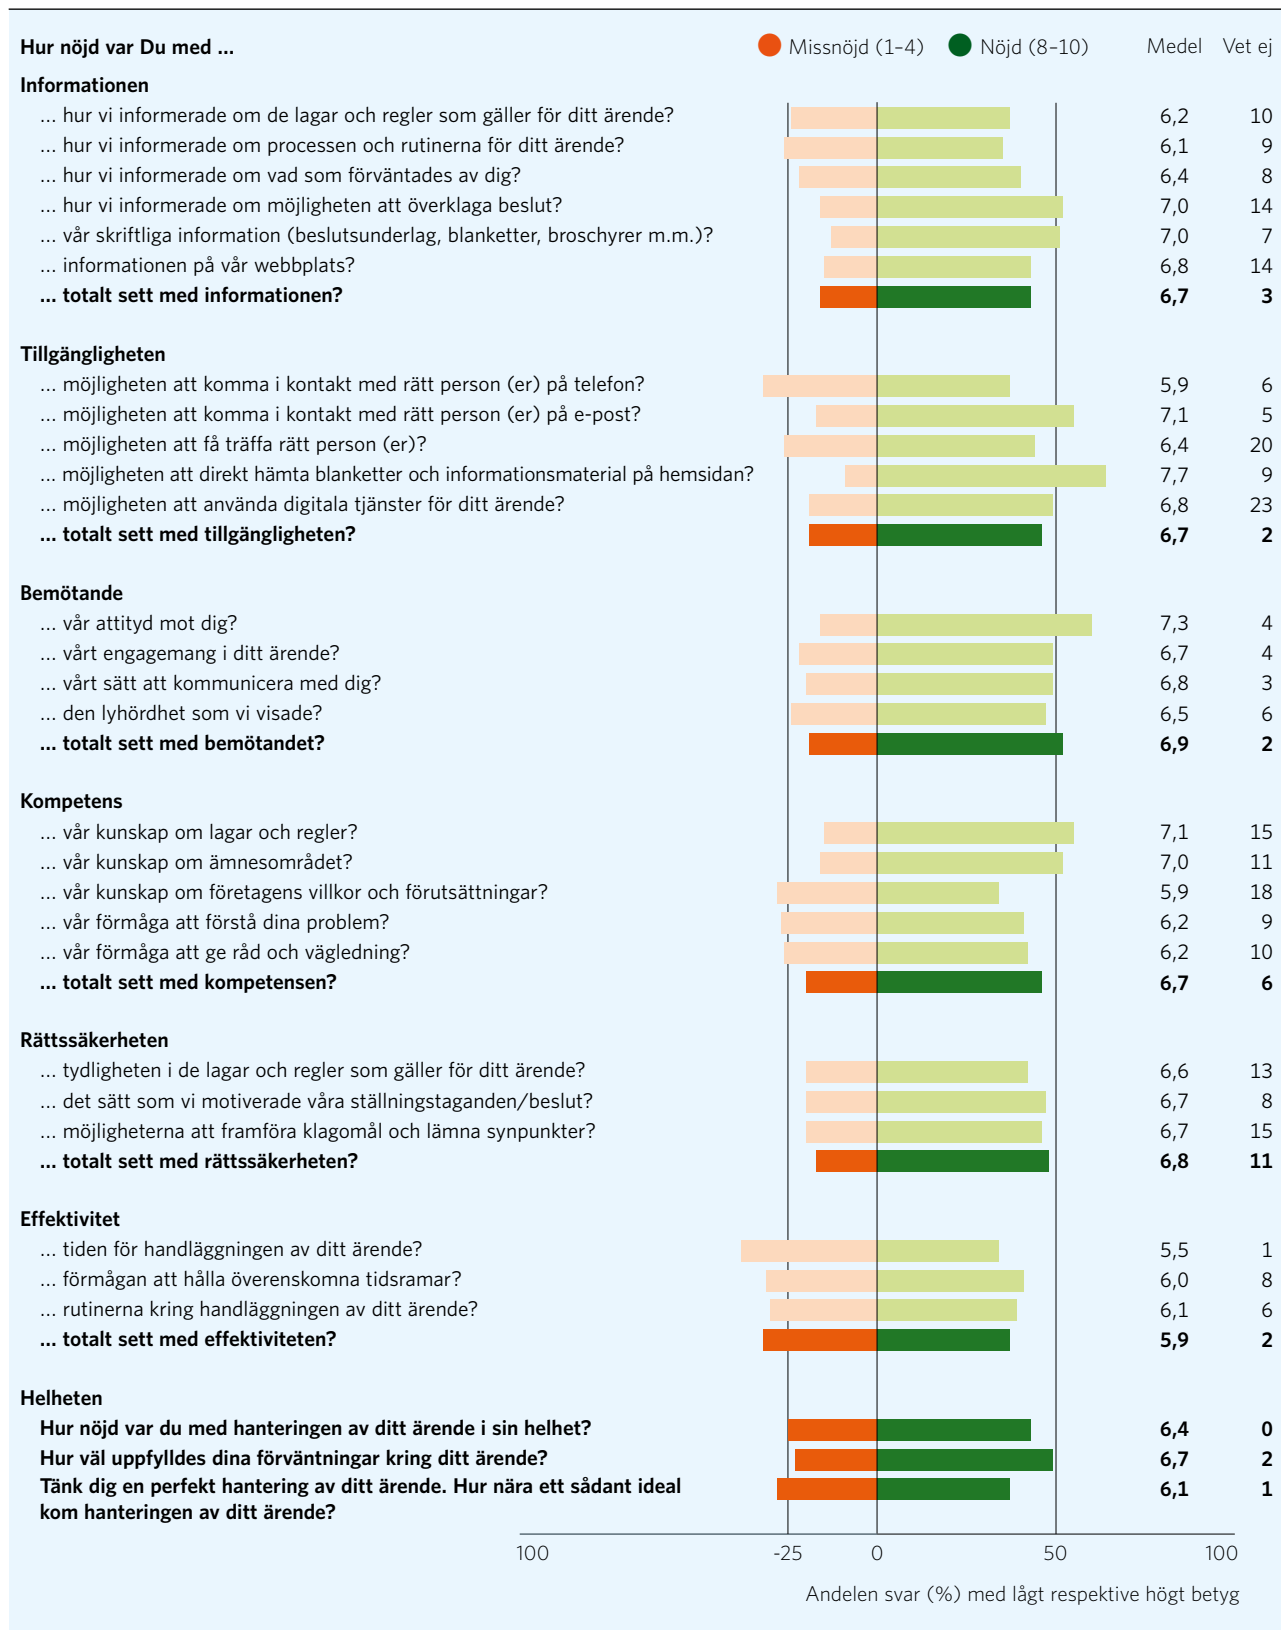 Hur nöjd var Du med ... Missnöjd (1–4) Nöjd (8–10) Medel Vet ej
Informationen
... hur vi informerade om de lagar och regler som gäller för ditt ärende? 6,2 10
... hur vi informerade om processen och rutinerna för ditt ärende? 6,1 9
... hur vi informerade om vad som förväntades av dig? 6,4 8
... hur vi informerade om möjligheten att överklaga beslut? 7,0 14
... vår skriftliga information (beslutsunderlag, blanketter, broschyrer m.m.)? 7,0 7
... informationen på vår webbplats? 6,8 14
... totalt sett med informationen? 6,7 3
Tillgängligheten
... möjligheten att komma i kontakt med rätt person (er) på telefon? 5,9 6
... möjligheten att komma i kontakt med rätt person (er) på e-post? 7,1 5
... möjligheten att få träffa rätt person (er)? 6,4 20
... möjligheten att direkt hämta blanketter och informationsmaterial på hemsidan? 7,7 9
... möjligheten att använda digitala tjänster för ditt ärende? 6,8 23
... totalt sett med tillgängligheten? 6,7 2
Bemötande
... vår attityd mot dig? 7,3 4
... vårt engagemang i ditt ärende? 6,7 4
... vårt sätt att kommunicera med dig? 6,8 3
... den lyhördhet som vi visade? 6,5 6
... totalt sett med bemötandet? 6,9 2
Kompetens
... vår kunskap om lagar och regler? 7,1 15
... vår kunskap om ämnesområdet? 7,0 11
... vår kunskap om företagens villkor och förutsättningar? 5,9 18
... vår förmåga att förstå dina problem? 6,2 9
... vår förmåga att ge råd och vägledning? 6,2 10
... totalt sett med kompetensen? 6,7 6
Rättssäkerheten
... tydligheten i de lagar och regler som gäller för ditt ärende? 6,6 13
... det sätt som vi motiverade våra ställningstaganden/beslut? 6,7 8
... möjligheterna att framföra klagomål och lämna synpunkter? 6,7 15
... totalt sett med rättssäkerheten? 6,8 11
Effektivitet
... tiden för handläggningen av ditt ärende? 5,5 1
... förmågan att hålla överenskomna tidsramar? 6,0 8
... rutinerna kring handläggningen av ditt ärende? 6,1 6
... totalt sett med effektiviteten? 5,9 2
Helheten
Hur nöjd var du med hanteringen av ditt ärende i sin helhet? 6,4 0
Hur väl uppfylldes dina förväntningar kring ditt ärende? 6,7 2
Tänk dig en perfekt hantering av ditt ärende. Hur nära ett sådant ideal 6,1 1
kom hanteringen av ditt ärende?
100 -25 0 50 100
Andelen svar (%) med lågt respektive högt betyg